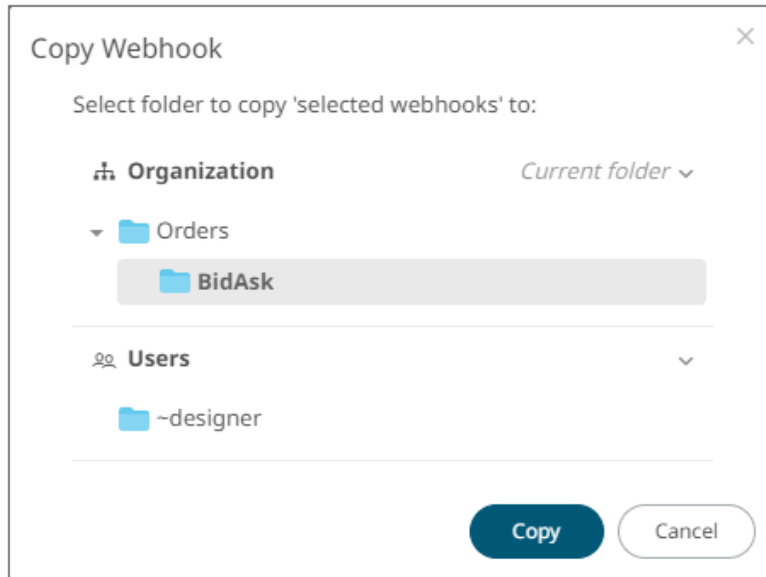 Copy Webhook
Select folder to copy 'selected webhooks' to:
Organization Current folder
Orders
BidAsk
Users
~designer
Copy Cancel